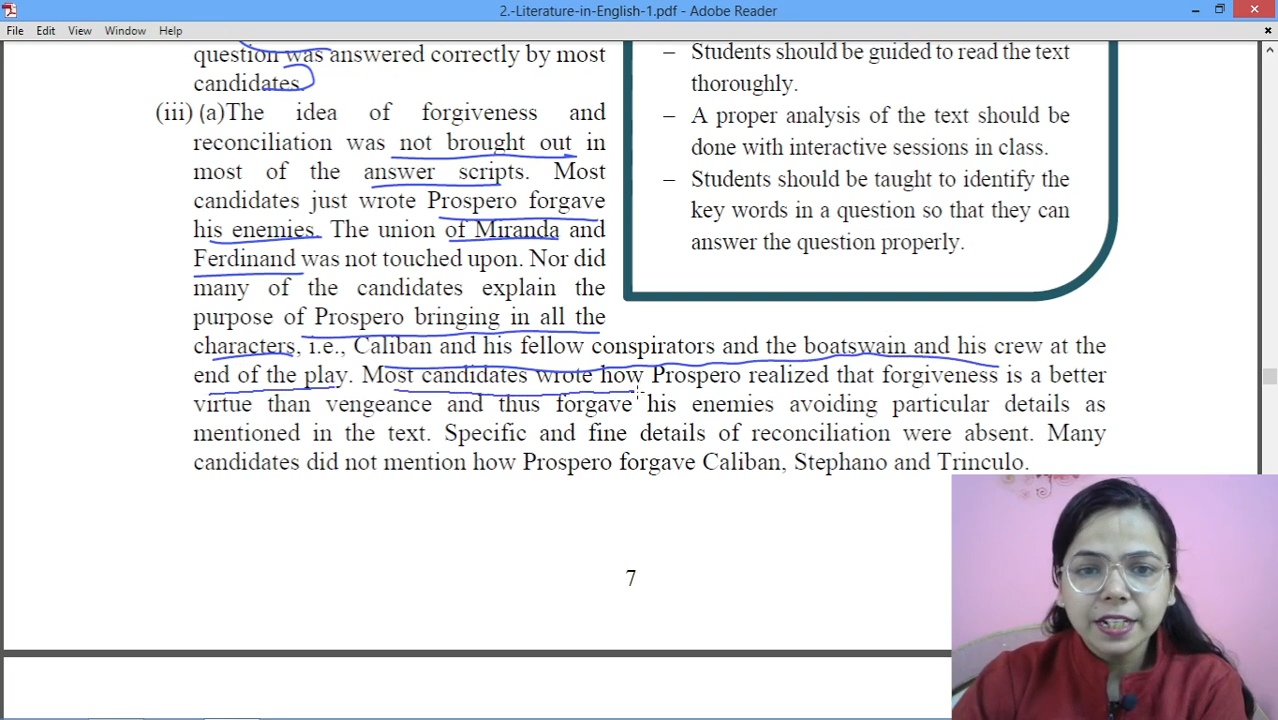 2.-Literature-in-English-1.pdf - Adobe Reader
File Edit View Window Help
question was answered correctly by most
candidates.
(iii) (a)The idea of forgiveness and
reconciliation was not brought out in
most of the answer scripts. Most
candidates just wrote Prospero forgave
his enemies. The union of Miranda and
Ferdinand was not touched upon. Nor did
many of the candidates explain the
purpose of Prospero bringing in all the
characters, i.e., Caliban and his fellow conspirators and the boatswain and his crew at the
end of the play. Most candidates wrote how Prospero realized that forgiveness is a better
virtue than vengeance and thus forgave his enemies avoiding particular details as
mentioned in the text. Specific and fine details of reconciliation were absent. Many
candidates did not mention how Prospero forgave Caliban, Stephano and Trinculo.
– Students should be guided to read the text
thoroughly.
– A proper analysis of the text should be
done with interactive sessions in class.
– Students should be taught to identify the
key words in a question so that they can
answer the question properly.
7